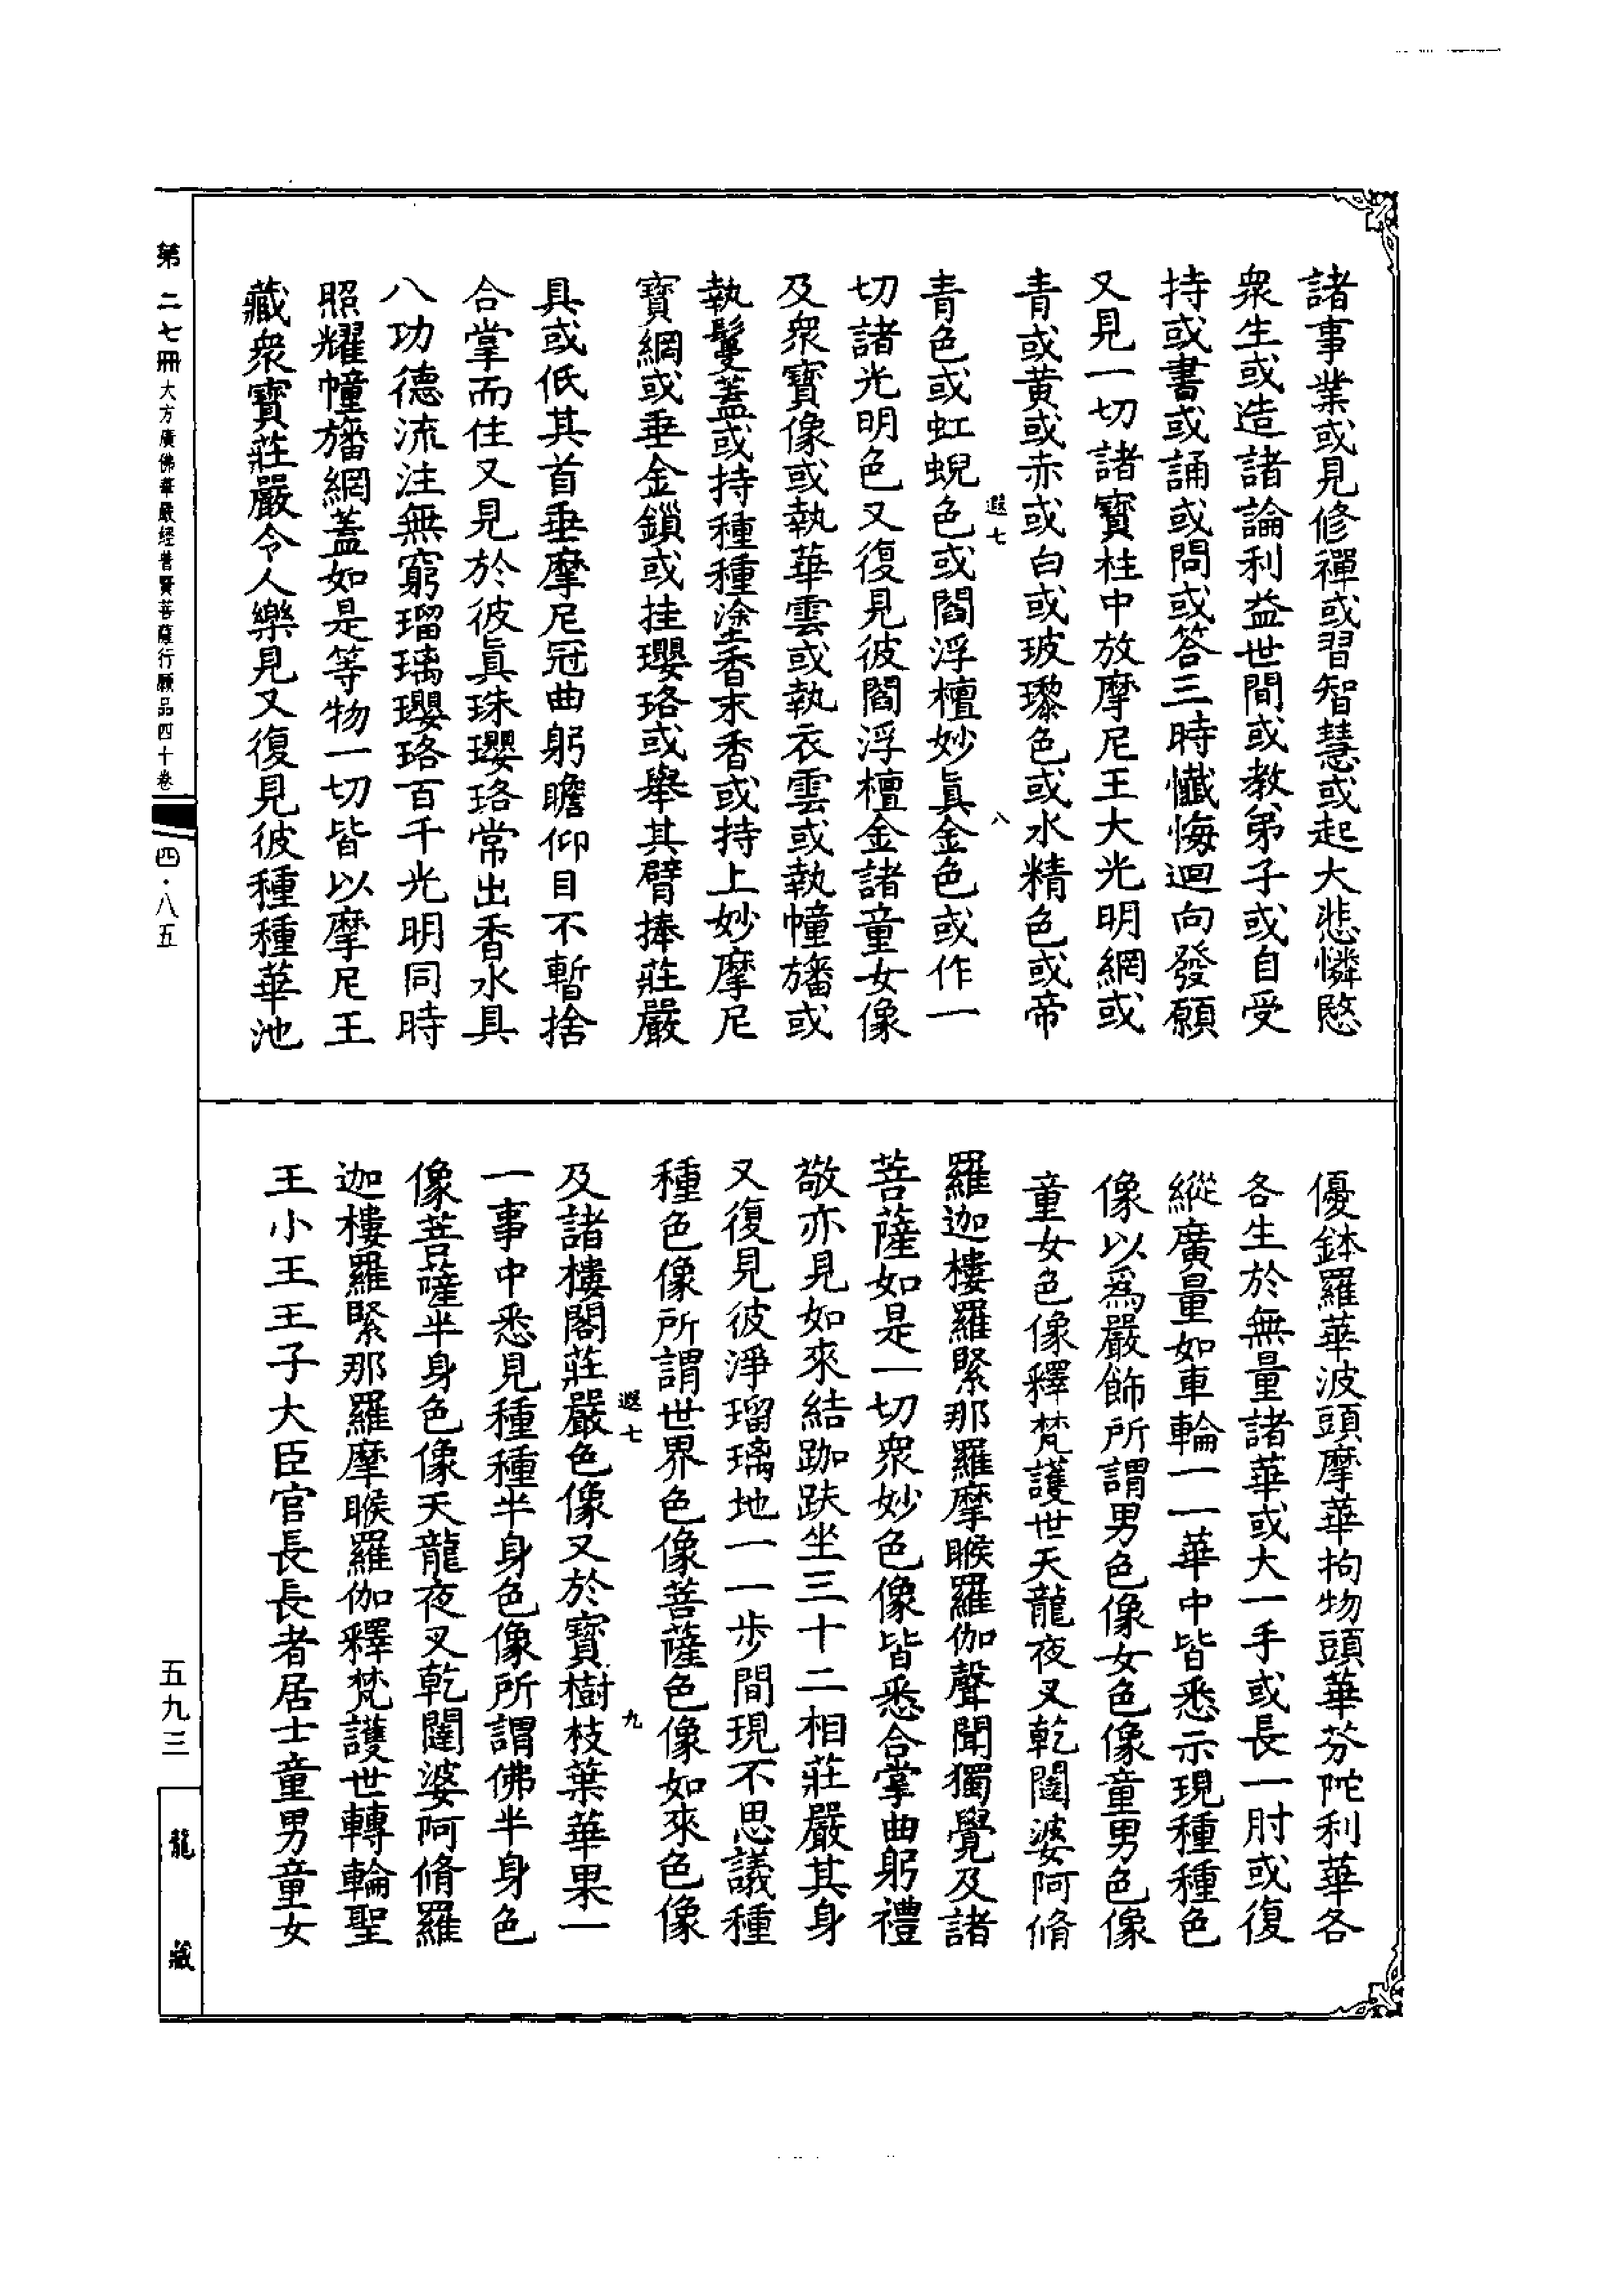 諸事業或見修禪或習智慧或起大悲憐愍
衆生或造諸論利益世間或教弟子或自受
持或書或誦或問或答三時懺悔迴向發願
又見一切諸寶柱中放摩尼王大光明網或
青或黄或赤或白或玻瓈色或水精色或帝
遐七
八
青色或虹蜺色或閻浮檀妙眞金色或作一
切諸光明色又復見彼閻浮檀金諸童女像
及衆寶像或執華雲或執衣雲或執幢旛或
執鬘蓋或持種種塗香末香或持上妙摩尼
寶網或垂金鎖或挂瓔珞或舉其臂捧莊嚴
具或低其首垂摩尼冠曲躬瞻仰目不暫捨
合掌而住又見於彼眞珠瓔珞常出香水具
八功德流注無窮瑠璃瓔珞百千光明同時
照耀幢旛網蓋如是等物一切皆以摩尼王
藏衆寶莊嚴令人樂見又復見彼種種華池
優鉢羅華波頭摩華拘物頭華芬陀利華各
各生於無量諸華或大一手或長一肘或復
縱廣量如車輪一一華中皆悉示現種種色
像以爲嚴飾所謂男色像女色像童男色像
童女色像釋梵護世天龍夜叉乾闥婆阿脩
羅迦樓羅緊那羅摩睺羅伽聲聞獨覺及諸
菩薩如是一切衆妙色像皆悉合掌曲躬禮
敬亦見如來結跏趺坐三十二相莊嚴其身
又復見彼淨瑠璃地一一步間現不思議種
種色像所謂世界色像菩薩色像如來色像
遐七
九
及諸樓閣莊嚴色像又於寶樹枝葉華果一
一事中悉見種種半身色像所謂佛半身色
像菩薩半身色像天龍夜叉乾闥婆阿脩羅
迦樓羅緊那羅摩睺羅伽釋梵護世轉輪聖
王小王王子大臣官長長者居士童男童女
第二七冊 大方廣佛華嚴經普賢菩薩行願品四十卷
四·八五
五九三
龍藏